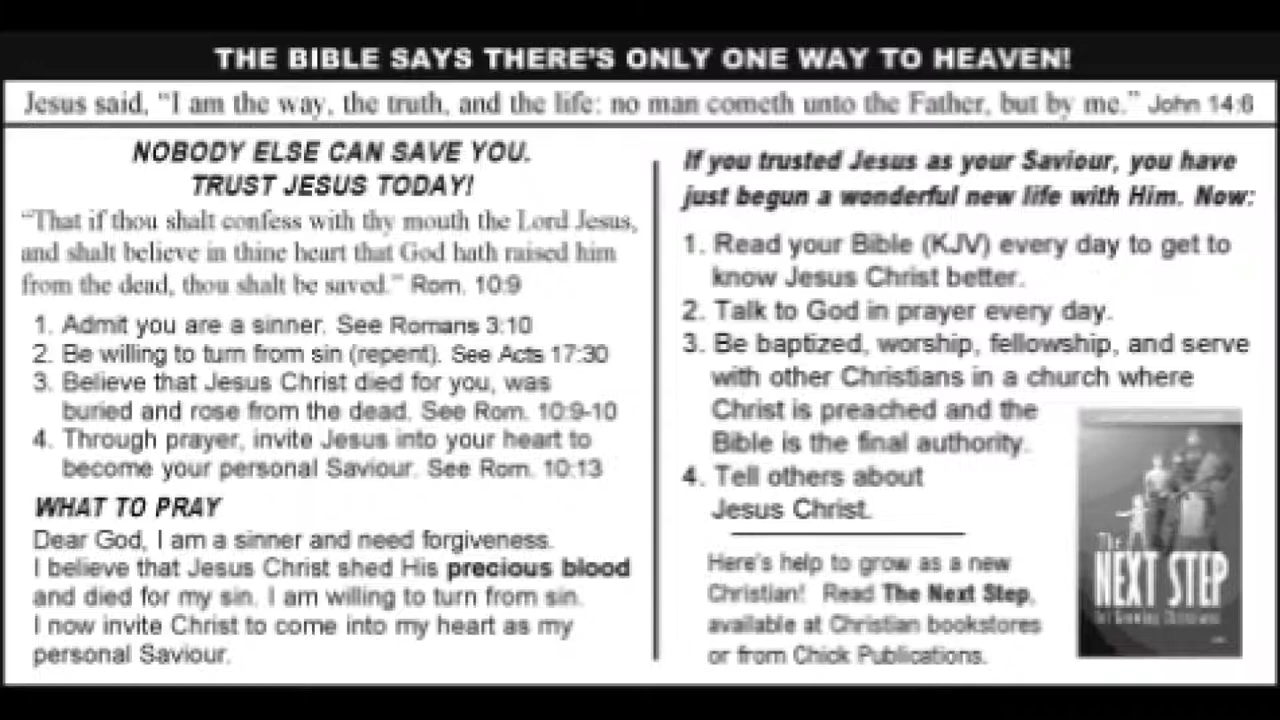 THE BIBLE SAYS THERE'S ONLY ONE WAY TO HEAVEN!
Jesus said, "I am the way, the truth, and the life: no man cometh unto the Father, but by me." John 14:6
NOBODY ELSE CAN SAVE YOU.
TRUST JESUS TODAY!
"That if thou shalt confess with thy mouth the Lord Jesus,
and shalt believe in thine heart that God hath raised him
from the dead, thou shalt be saved." Rom. 10:9
1. Admit you are a sinner. See Romans 3:10
2. Be willing to turn from sin (repent). See Acts 17:30
3. Believe that Jesus Christ died for you, was
buried and rose from the dead. See Rom. 10:9-10
4. Through prayer, invite Jesus into your heart to
become your personal Saviour. See Rom. 10:13
WHAT TO PRAY
Dear God, I am a sinner and need forgiveness.
I believe that Jesus Christ shed His precious blood
and died for my sin. I am willing to turn from sin.
I now invite Christ to come into my heart as my
personal Saviour.
If you trusted Jesus as your Saviour, you have
just begun a wonderful new life with Him. Now:
1. Read your Bible (KJV) every day to get to
know Jesus Christ better.
2. Talk to God in prayer every day.
3. Be baptized, worship, fellowship, and serve
with other Christians in a church where
Christ is preached and the
Bible is the final authority.
4. Tell others about
Jesus Christ.
Here's help to grow as a new
Christian! Read The Next Step,
available at Christian bookstores
or from Chick Publications.
The
NEXT STEP